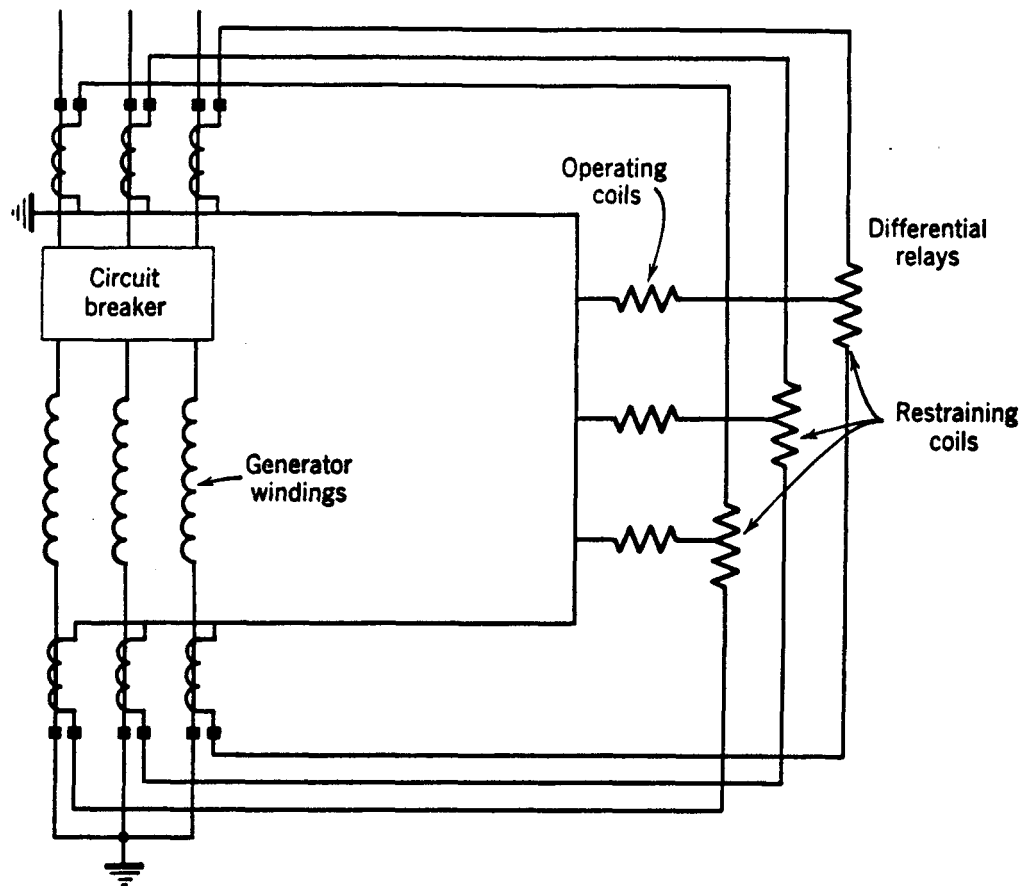 Operating
coils
Differential
relays
Circuit
breaker
Restraining
coils
Generator
windings